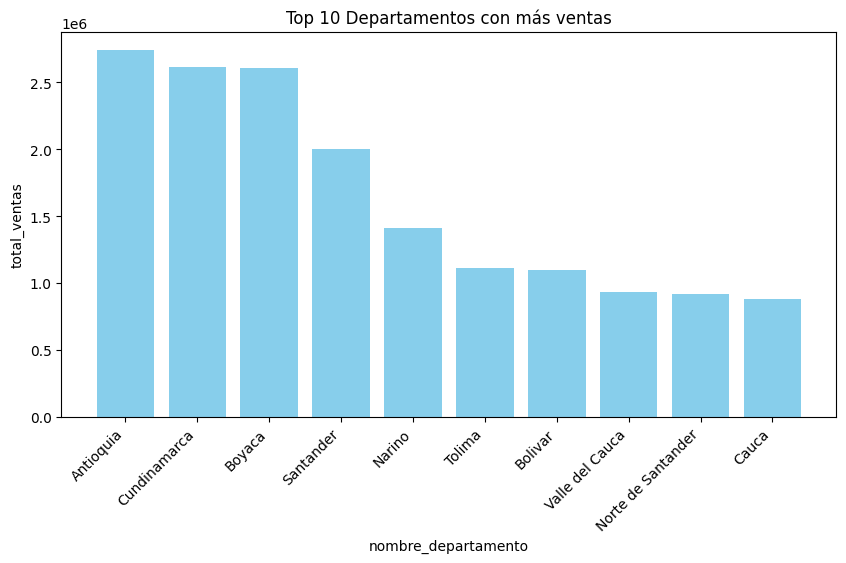 Top 10 Departamentos con más ventas
1e6
total_ventas
2.5
2.0
1.5
1.0
0.5
0.0
Antioquia
Cundinamarca
Boyaca
Santander
Narino
Tolima
Bolivar
Valle del Cauca
Norte de Santander
Cauca
nombre_departamento